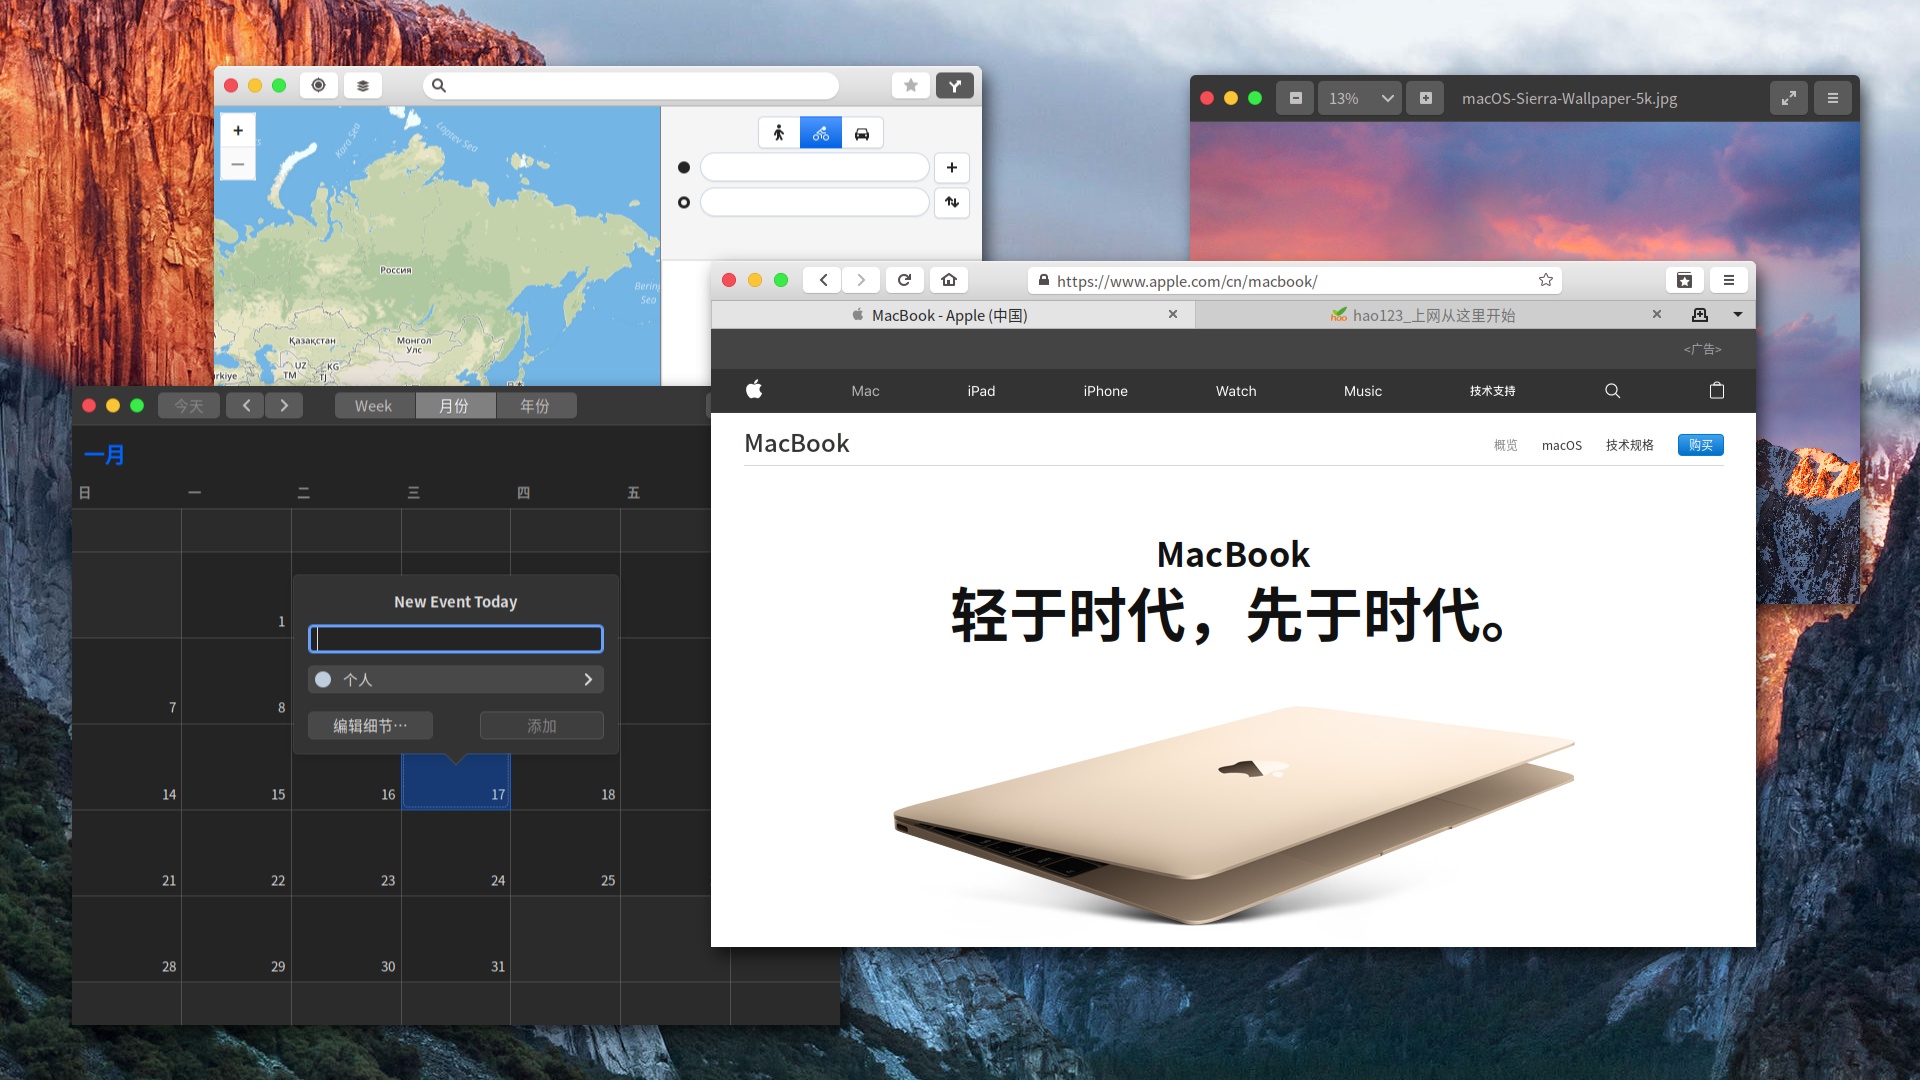 Kara Sea
Laptev Sea
Россия
Bering
Sea
Қазақстан
Монгол
Улс
UZ
KG
TM
TJ
rkiye
13%
macOS-Sierra-Wallpaper-5k.jpg
https://www.apple.com/cn/macbook/
MacBook - Apple (中国)
hao123_上网从这里开始
<广告>
Mac iPad iPhone Watch Music 技术支持
MacBook
概览 macOS 技术规格 购买
MacBook
轻于时代，先于时代。
今天 Week 月份 年份
一月
日 一 二 三 四 五
1
New Event Today
个人
编辑细节… 添加
7 8
14 15 16 17 18
21 22 23 24 25
28 29 30 31